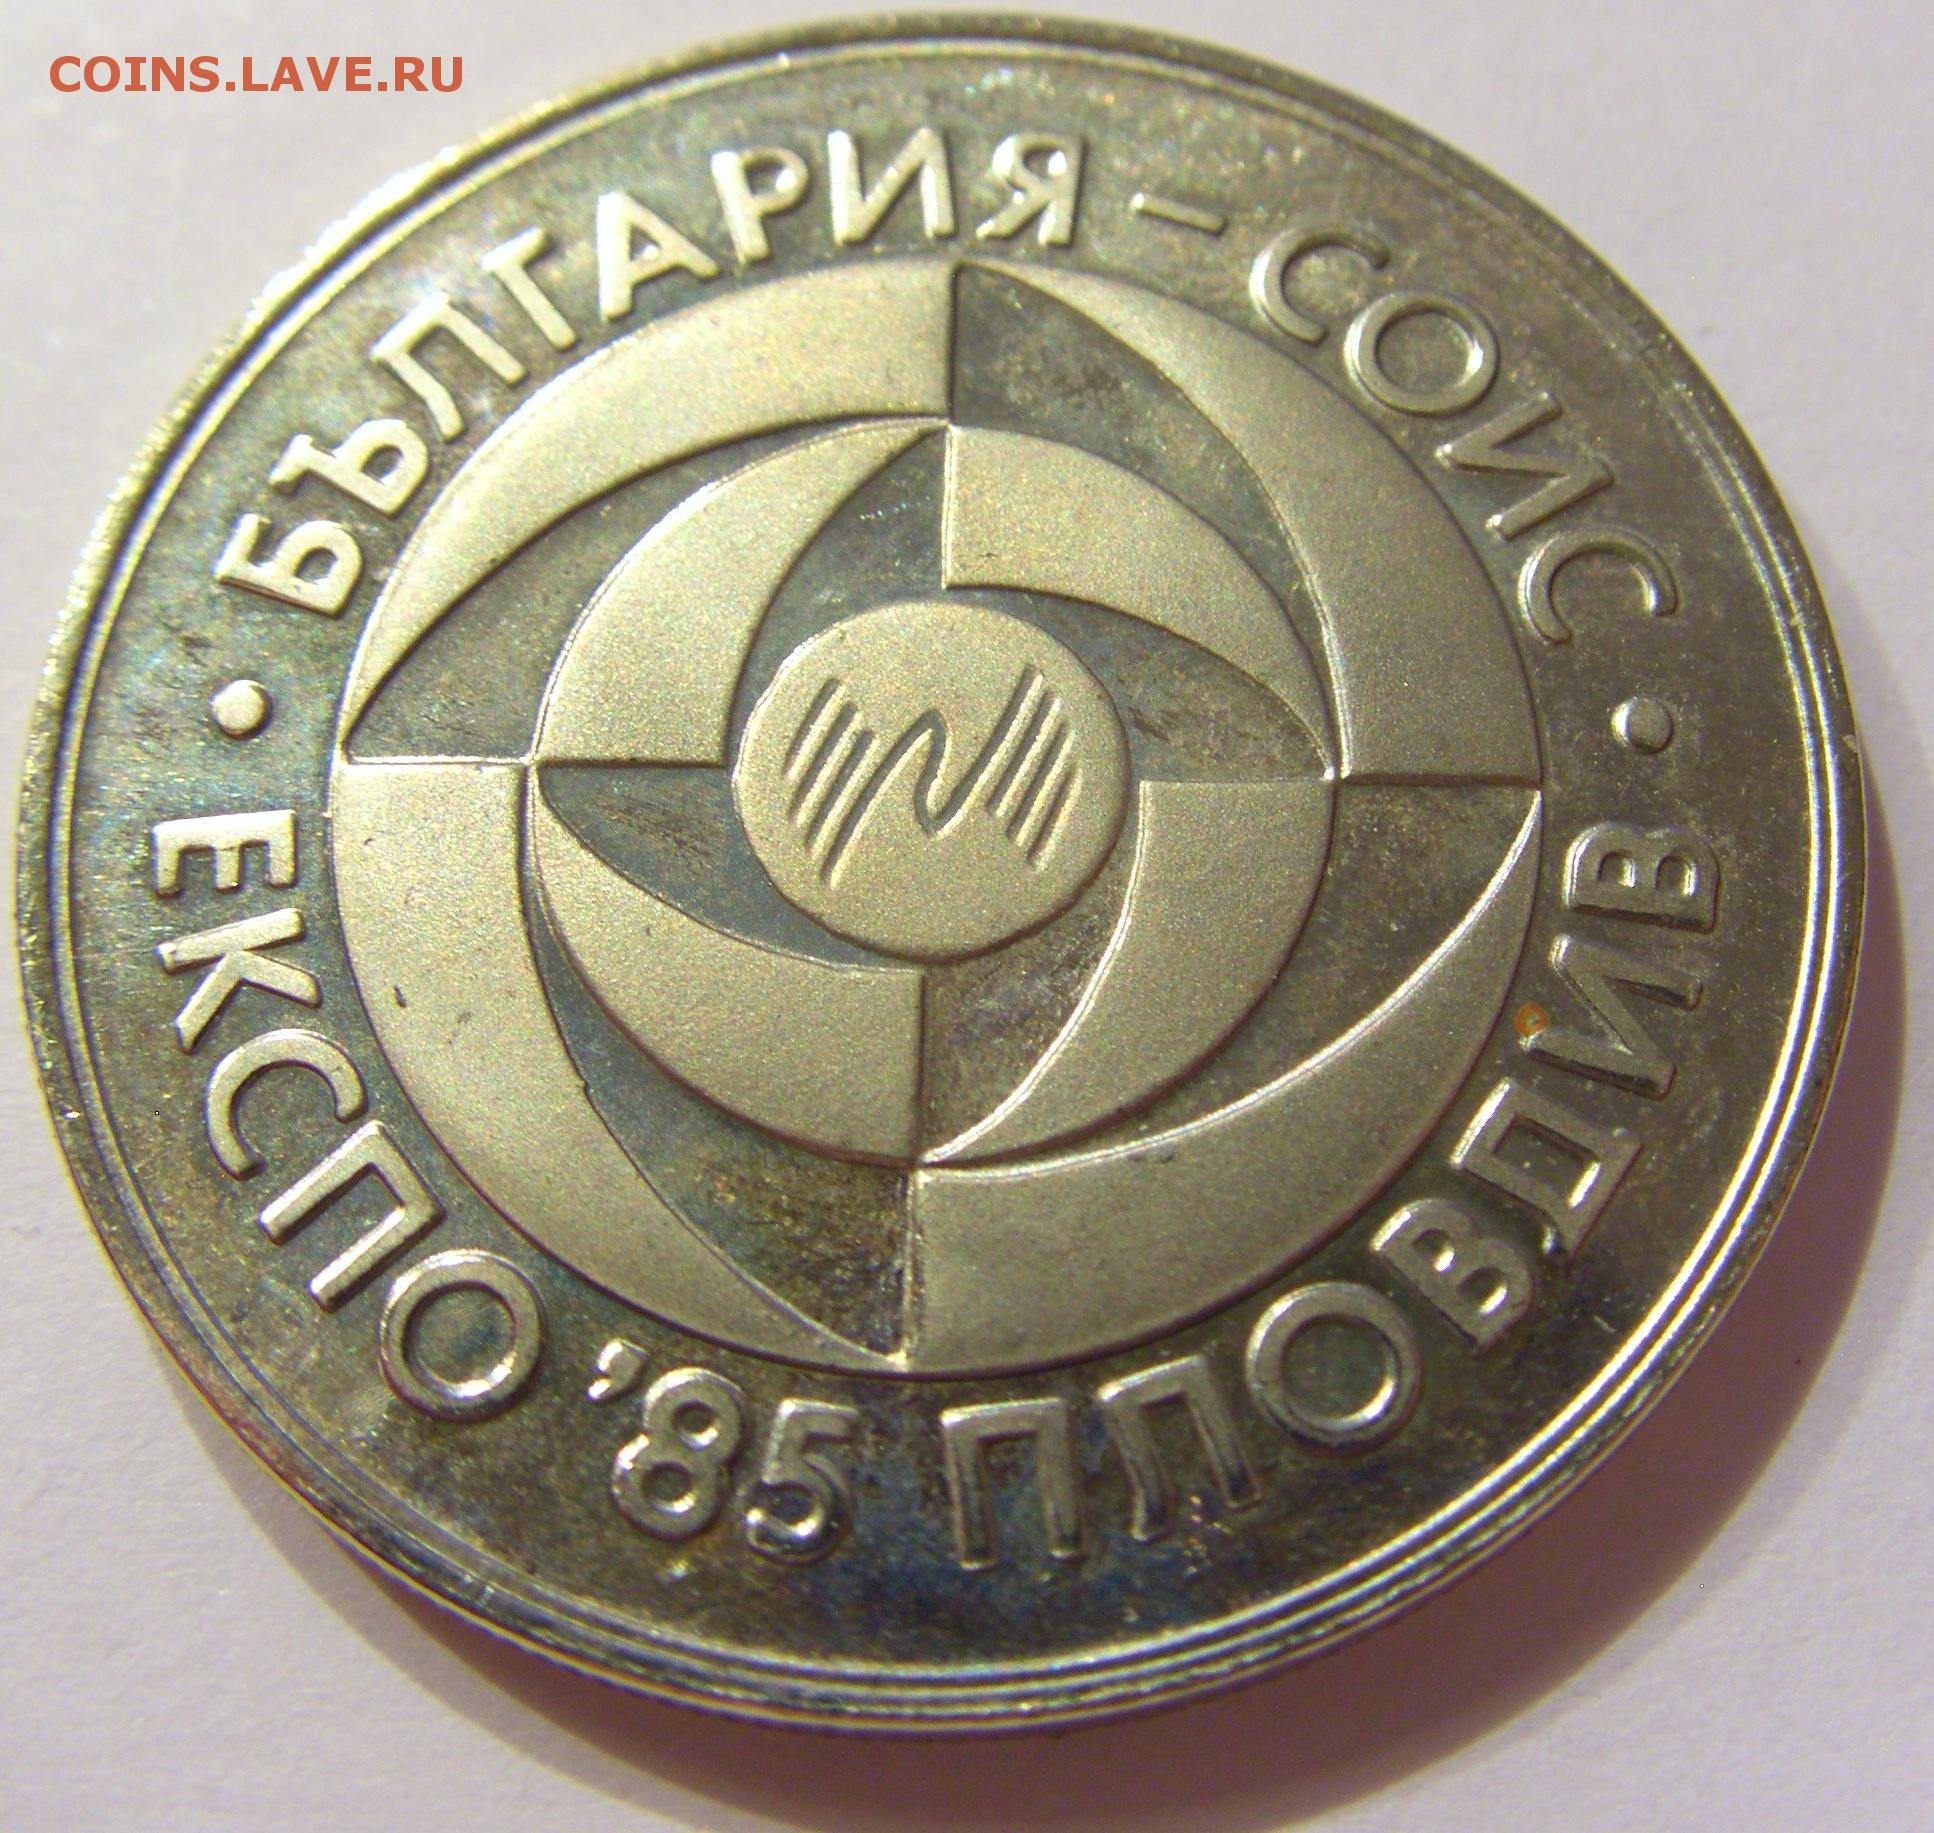 COINS.LAVE.RU
• БЪЛГАРИЯ – СОИС •
ЕКСПО '85 ПЛОВДИВ